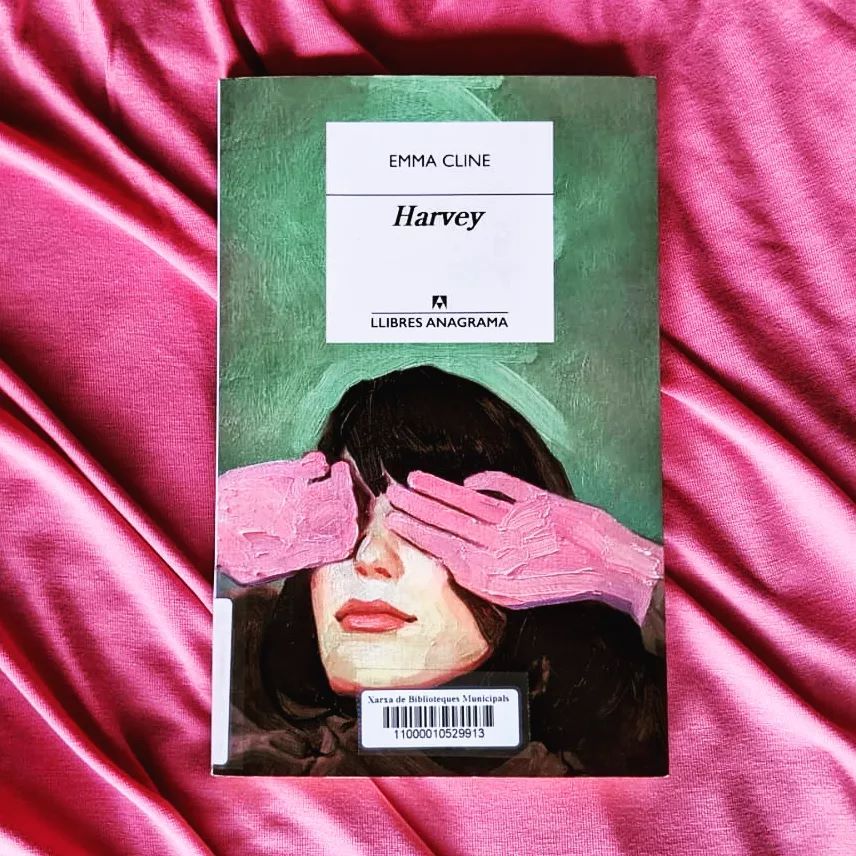 EMMA CLINE
Harvey
LLIBRES ANAGRAMA
Xarxa de Biblioteques Municipals
11000010529913